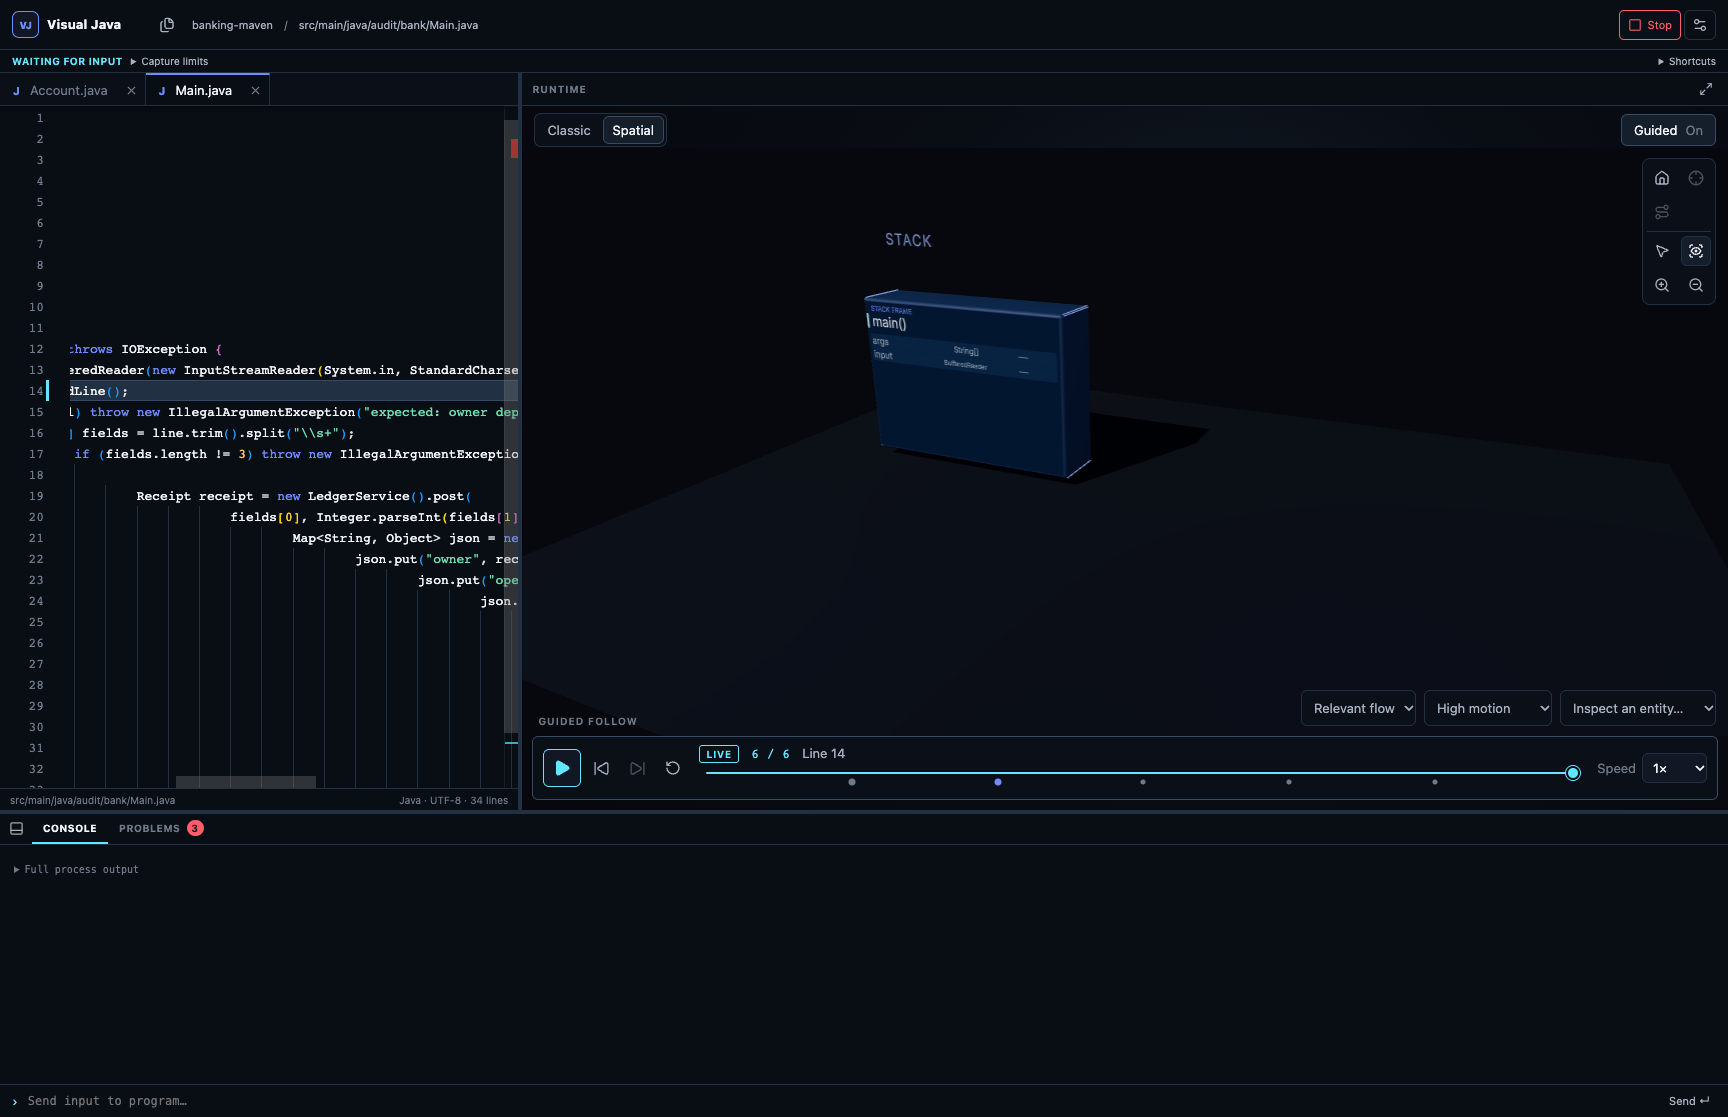 VJ Visual Java banking-maven / src/main/java/audit/bank/Main.java Stop
WAITING FOR INPUT Capture limits Shortcuts
J Account.java J Main.java
RUNTIME
Classic Spatial Guided On
1
2
3
4
5
6
7
8
9
10
11
12 throws IOException {
13 eredReader(new InputStreamReader(System.in, StandardCharse
14 dLine();
15 l) throw new IllegalArgumentException("expected: owner dep
16 ] fields = line.trim().split("\\s+");
17 if (fields.length != 3) throw new IllegalArgumentExceptio
18
19 Receipt receipt = new LedgerService().post(
20 fields[0], Integer.parseInt(fields[1]
21 Map<String, Object> json = ne
22 json.put("owner", rec
23 json.put("ope
24 json.
25
26
27
28
29
30
31
32
src/main/java/audit/bank/Main.java Java · UTF-8 · 34 lines
STACK
STACK FRAME
main()
args String[] —
input BufferedReader —
Relevant flow High motion Inspect an entity...
GUIDED FOLLOW
LIVE 6 / 6 Line 14
Speed 1×
CONSOLE PROBLEMS 3
Full process output
› Send input to program… Send ↵